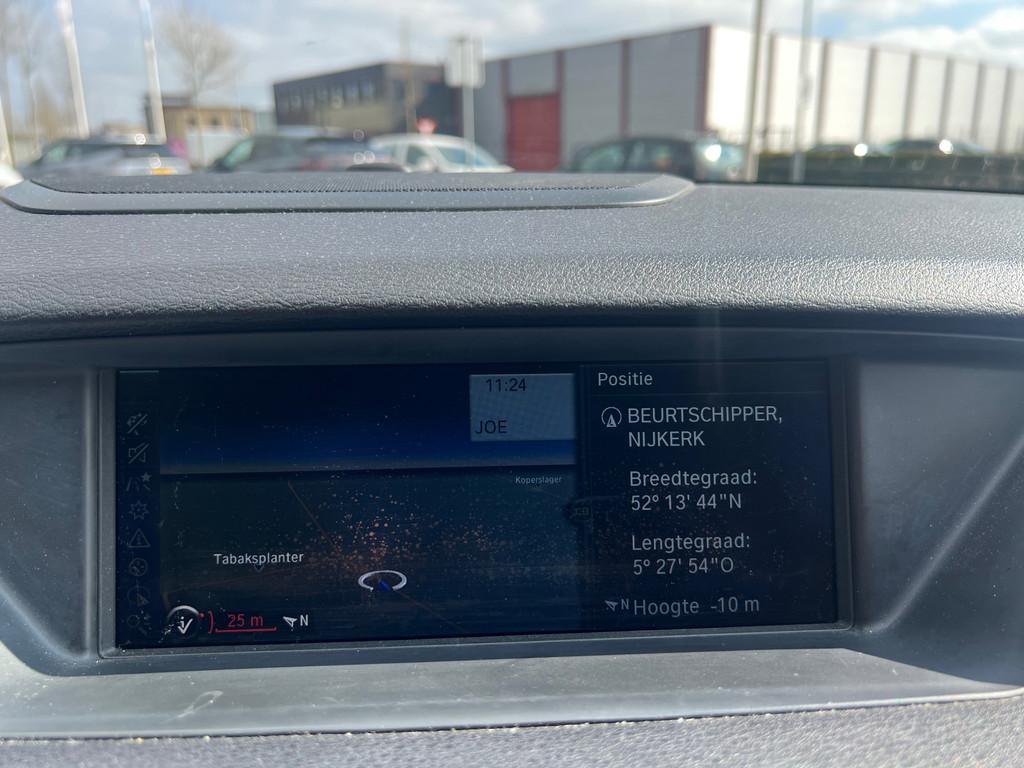 11:24
JOE
Koperslager
Tabaksplanter
25 m
N
Positie
BEURTSCHIPPER,
NIJKERK
Breedtegraad:
52° 13' 44"N
Lengtegraad:
5° 27' 54"O
N
Hoogte -10 m